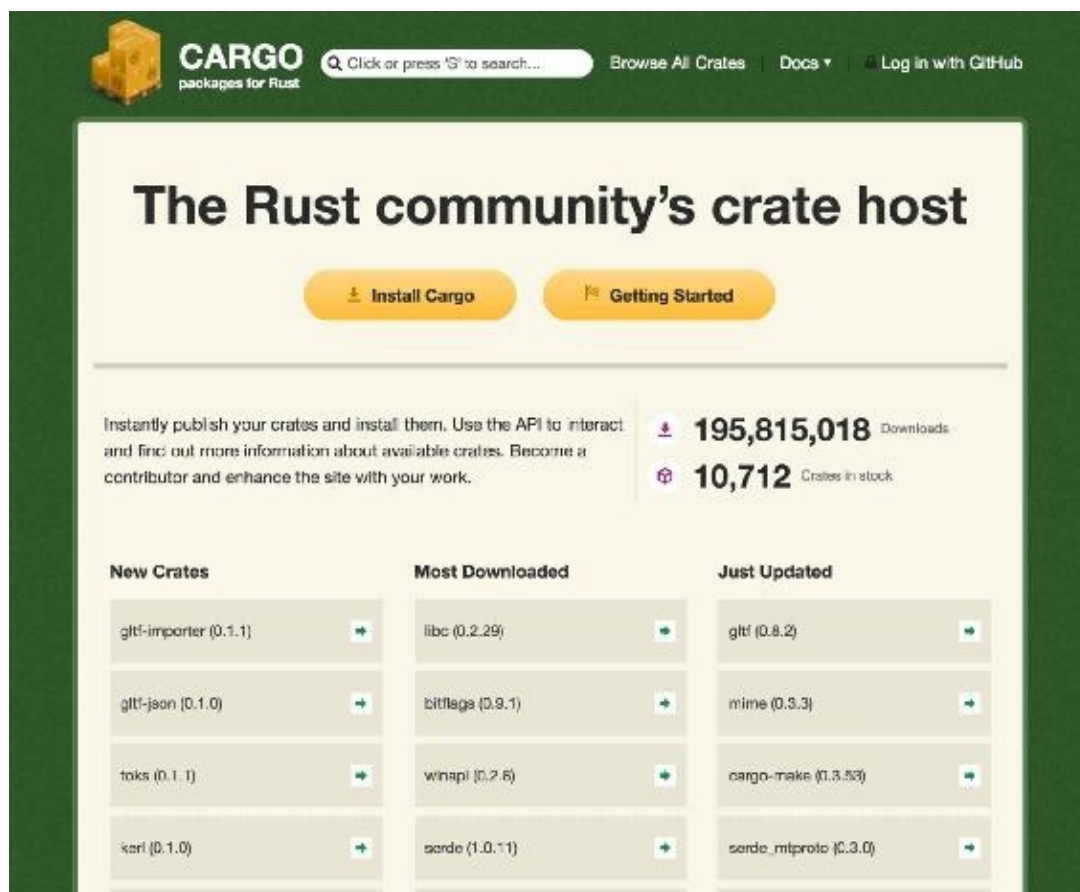 CARGO
packages for Rust
Click or press 'S' to search...
Browse All Crates
Docs ▾
Log in with GitHub
The Rust community's crate host
Install Cargo
Getting Started
Instantly publish your crates and install them. Use the API to interact
and find out more information about available crates. Become a
contributor and enhance the site with your work.
195,815,018 Downloads
10,712 Crates in stock
New Crates
gltf-importer (0.1.1)
gltf-json (0.1.0)
toks (0.1.1)
kerl (0.1.0)
Most Downloaded
libc (0.2.29)
bitflags (0.9.1)
winapi (0.2.8)
serde (1.0.11)
Just Updated
gltf (0.8.2)
mime (0.3.3)
cargo-make (0.3.53)
serde_mtproto (0.3.0)